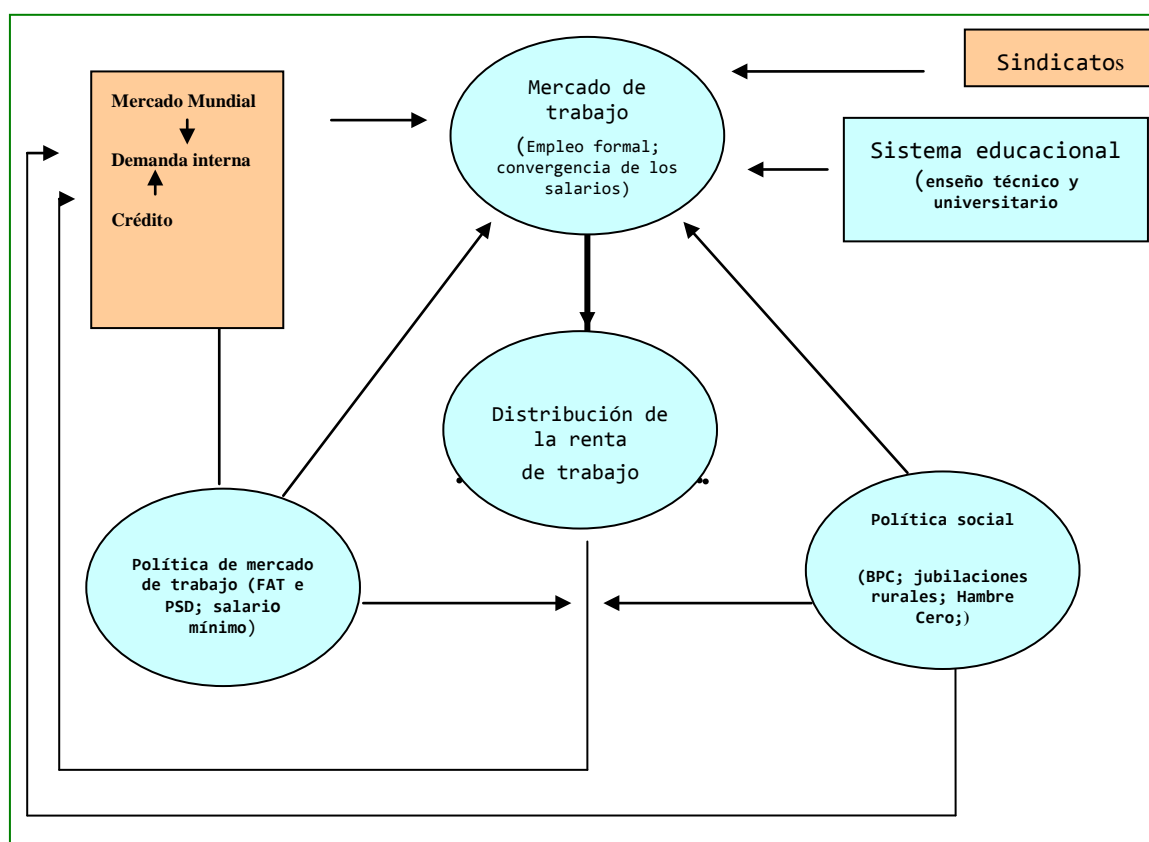 Mercado Mundial
Demanda interna
Crédito
Mercado de
trabajo
(Empleo formal;
convergencia de los
salarios)
Sindicatos
Sistema educacional
(enseño técnico y
universitario
Distribución de
la renta
de trabajo
Política de mercado
de trabajo (FAT e
PSD; salario
mínimo)
Política social
(BPC; jubilaciones
rurales; Hambre
Cero;)